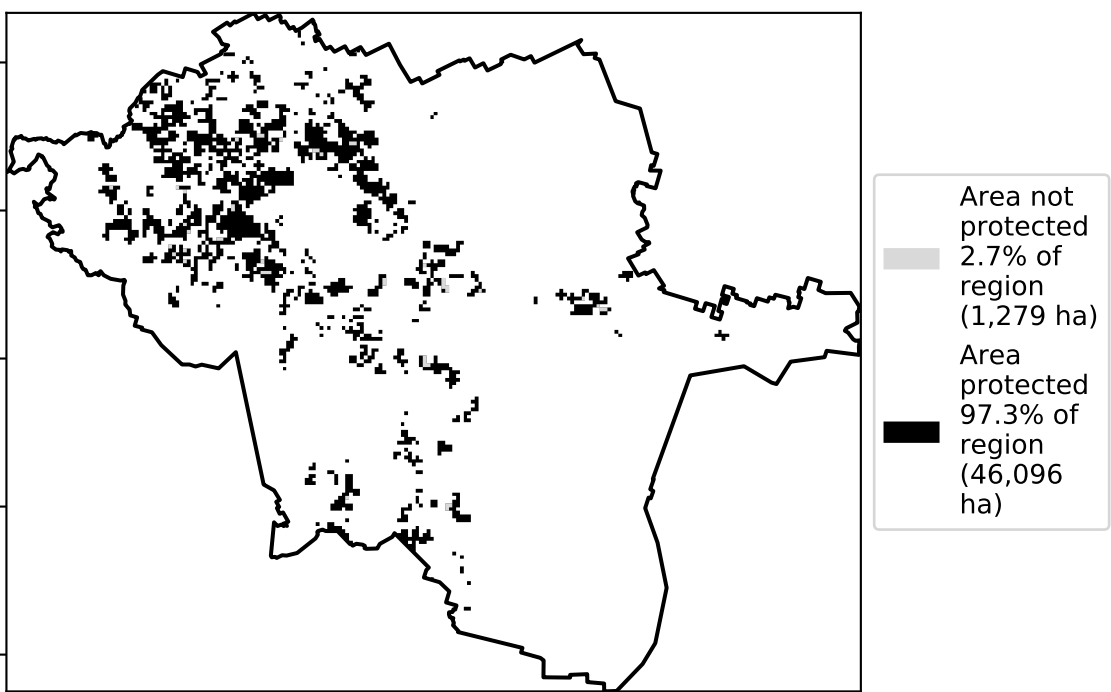 Area not
protected
2.7% of
region
(1,279 ha)
Area
protected
97.3% of
region
(46,096
ha)